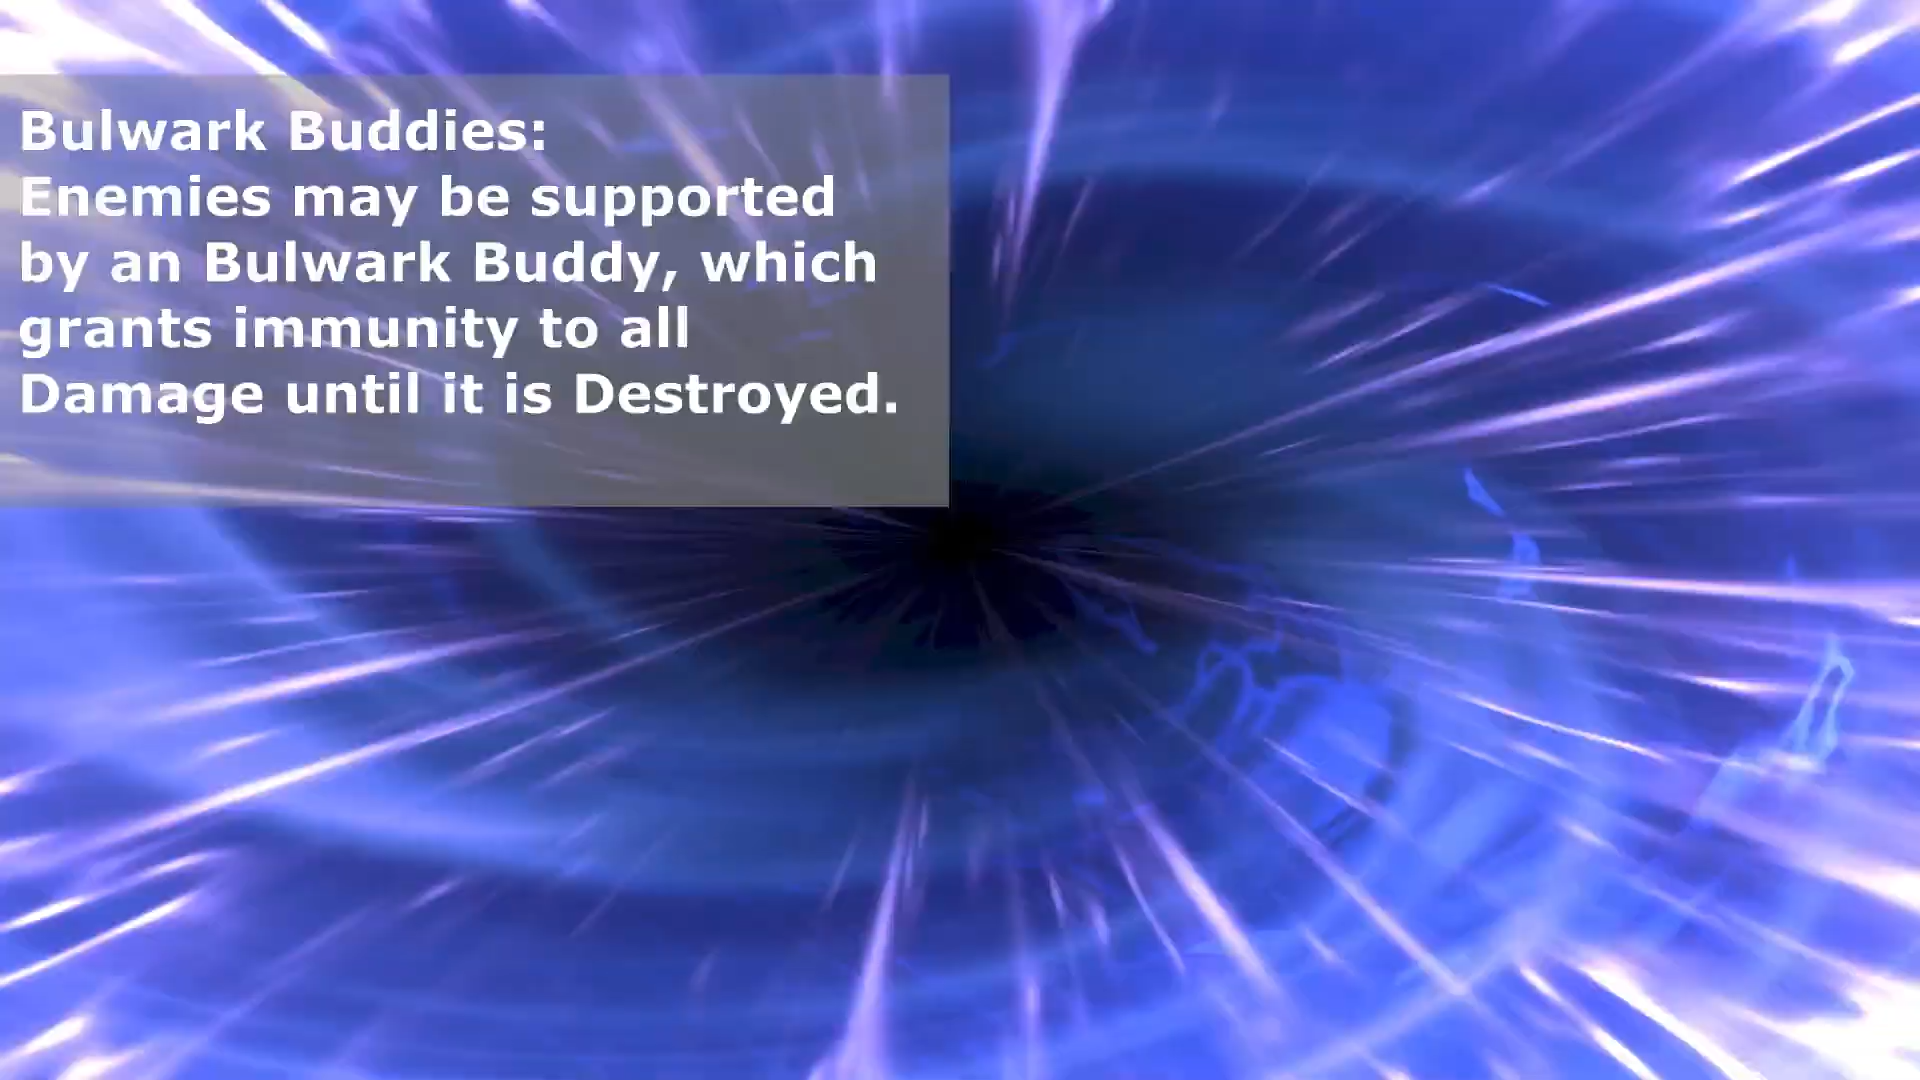 Bulwark Buddies:
Enemies may be supported
by an Bulwark Buddy, which
grants immunity to all
Damage until it is Destroyed.